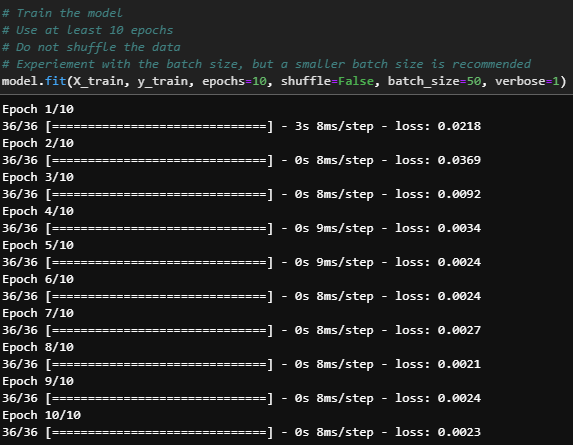 # Train the model
# Use at least 10 epochs
# Do not shuffle the data
# Experiement with the batch size, but a smaller batch size is recommended
model.fit(X_train, y_train, epochs=10, shuffle=False, batch_size=50, verbose=1)
Epoch 1/10
36/36 [==============================] - 3s 8ms/step - loss: 0.0218
Epoch 2/10
36/36 [==============================] - 0s 8ms/step - loss: 0.0369
Epoch 3/10
36/36 [==============================] - 0s 8ms/step - loss: 0.0092
Epoch 4/10
36/36 [==============================] - 0s 9ms/step - loss: 0.0034
Epoch 5/10
36/36 [==============================] - 0s 9ms/step - loss: 0.0024
Epoch 6/10
36/36 [==============================] - 0s 8ms/step - loss: 0.0024
Epoch 7/10
36/36 [==============================] - 0s 8ms/step - loss: 0.0027
Epoch 8/10
36/36 [==============================] - 0s 8ms/step - loss: 0.0021
Epoch 9/10
36/36 [==============================] - 0s 8ms/step - loss: 0.0024
Epoch 10/10
36/36 [==============================] - 0s 8ms/step - loss: 0.0023